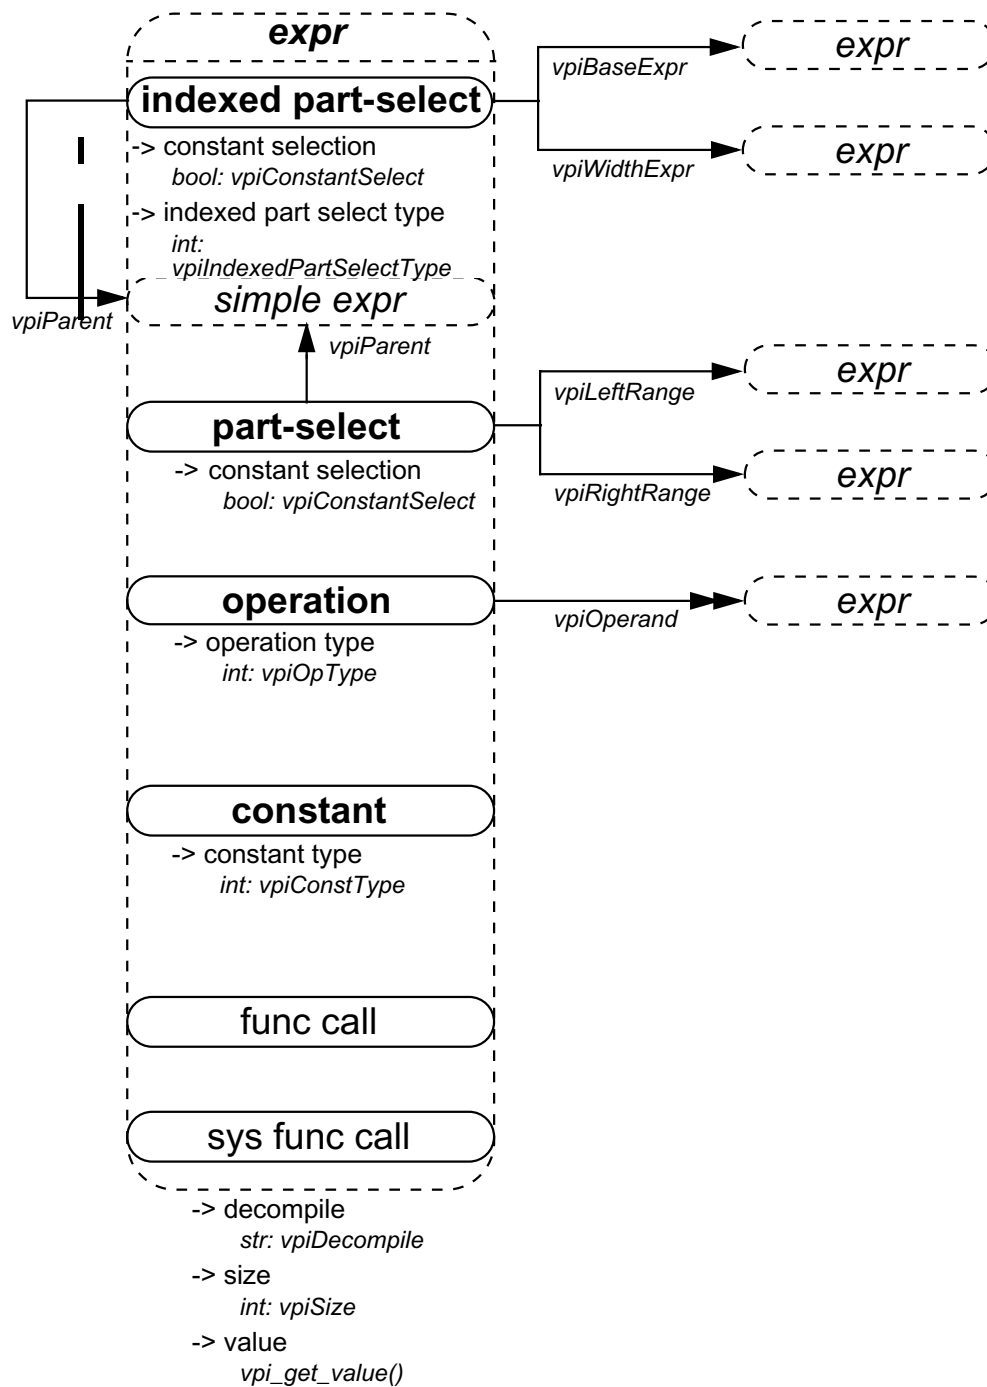 expr
expr
vpiBaseExpr
indexed part-select
-> constant selection
bool: vpiConstantSelect
expr
vpiWidthExpr
-> indexed part select type
int:
vpiIndexedPartSelectType
simple expr
vpiParent
vpiParent
expr
vpiLeftRange
part-select
-> constant selection
bool: vpiConstantSelect
expr
vpiRightRange
operation
expr
vpiOperand
-> operation type
int: vpiOpType
constant
-> constant type
int: vpiConstType
func call
sys func call
-> decompile
str: vpiDecompile
-> size
int: vpiSize
-> value
vpi_get_value()